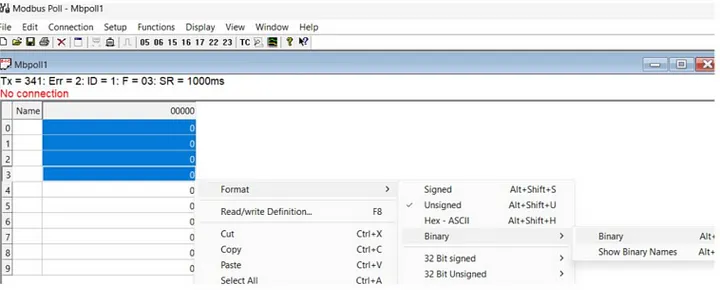 Modbus Poll - Mbpoll1
File Edit Connection Setup Functions Display View Window Help
05 06 15 16 17 22 23 TC
Mbpoll1
Tx = 341: Err = 2: ID = 1: F = 03: SR = 1000ms
No connection
Name 00000
0 0
1 0
2 0
3 0
4 0
5 0
6 0
7 0
8 0
9 0
Format >
Read/write Definition... F8
Cut Ctrl+X
Copy Ctrl+C
Paste Ctrl+V
Select All Ctrl+A
Signed Alt+Shift+S
✓ Unsigned Alt+Shift+U
Hex - ASCII Alt+Shift+H
Binary >
32 Bit signed >
32 Bit Unsigned >
Binary Alt+
Show Binary Names Alt+